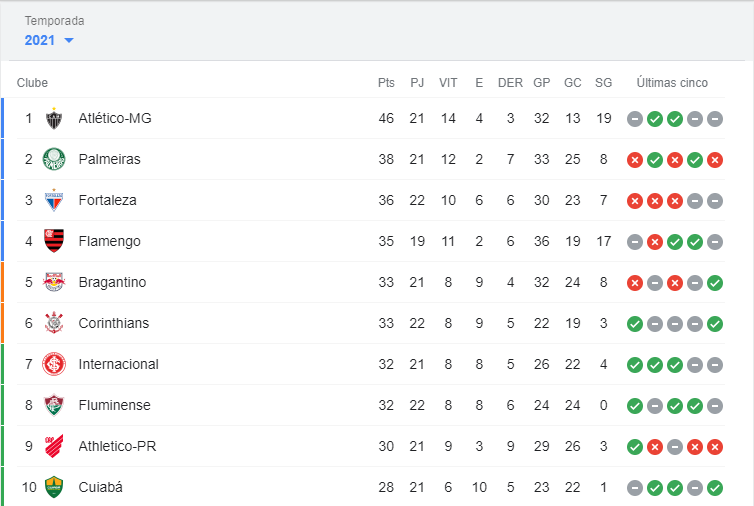 Temporada
2021
Clube Pts PJ VIT E DER GP GC SG Últimas cinco
1 Atlético-MG 46 21 14 4 3 32 13 19
2 Palmeiras 38 21 12 2 7 33 25 8
3 Fortaleza 36 22 10 6 6 30 23 7
4 Flamengo 35 19 11 2 6 36 19 17
5 Bragantino 33 21 8 9 4 32 24 8
6 Corinthians 33 22 8 9 5 22 19 3
7 Internacional 32 21 8 8 5 26 22 4
8 Fluminense 32 22 8 8 6 24 24 0
9 Athletico-PR 30 21 9 3 9 29 26 3
10 Cuiabá 28 21 6 10 5 23 22 1